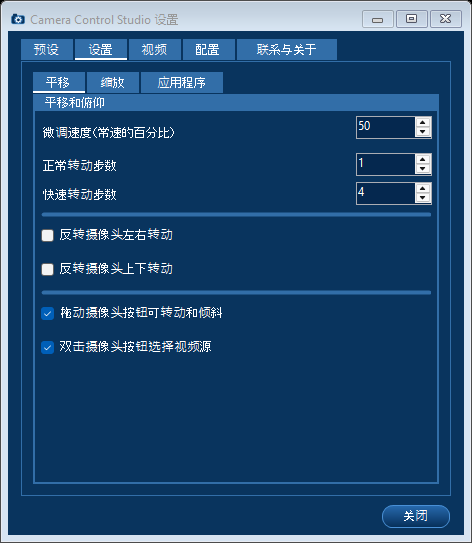 Camera Control Studio 设置
预设 设置 视频 配置 联系与关于
平移 缩放 应用程序
平移和俯仰
微调速度(常速的百分比) 50
正常转动步数 1
快速转动步数 4
反转摄像头左右转动
反转摄像头上下转动
拖动摄像头按钮可转动和倾斜
双击摄像头按钮选择视频源
关闭